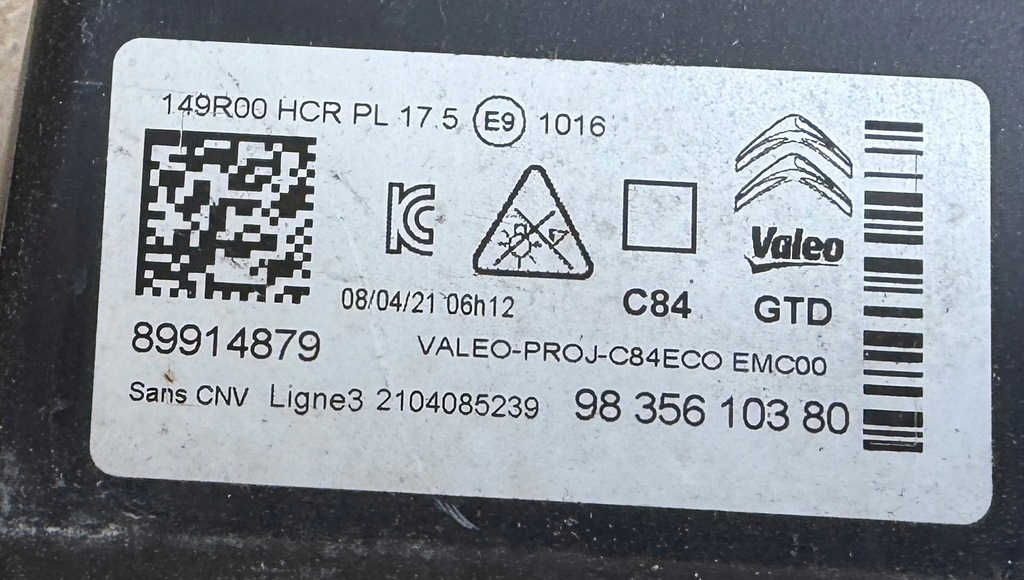 149R00 HCR PL 17.5 E9 1016
KC
Valeo
08/04/21 06h12
C84
GTD
89914879
VALEO-PROJ-C84ECO EMC00
Sans CNV Ligne3 2104085239 98 356 103 80